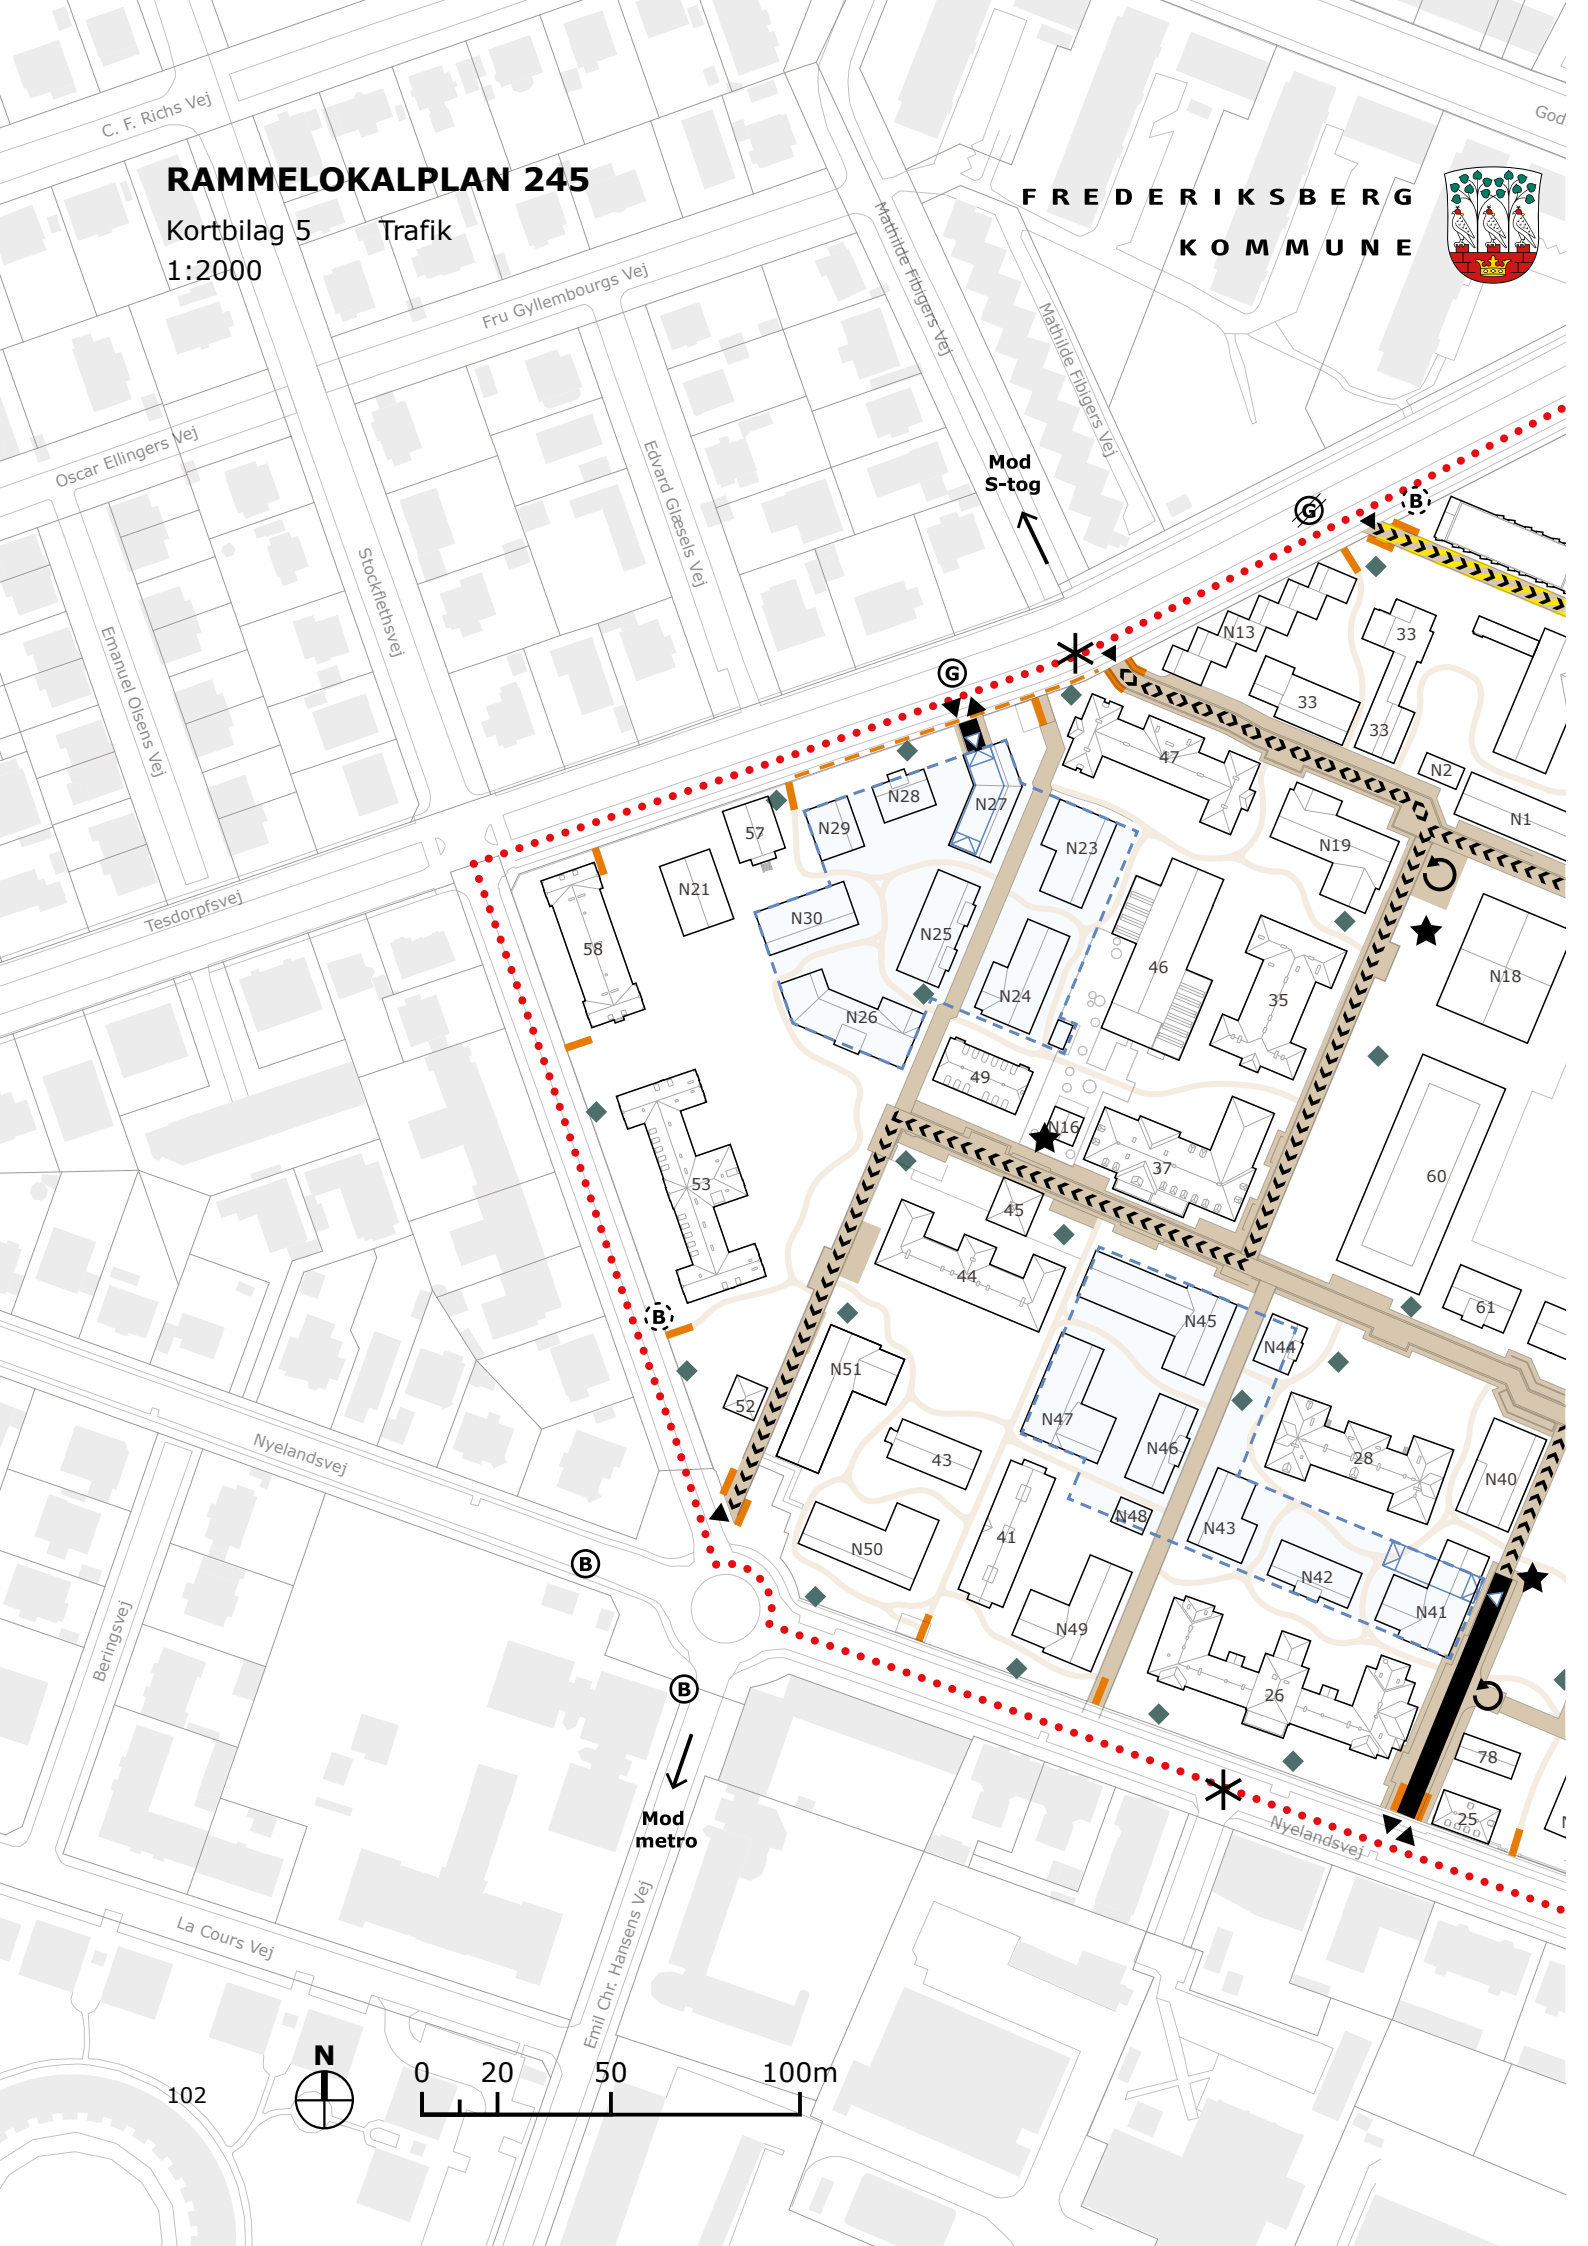 C. F. Richs Vej
God
RAMMELOKALPLAN 245
Kortbilag 5 Trafik
1:2000
FREDERIKSBERG
KOMMUNE
Mathilde Fibigers Vej
Mathilde Fibigers Vej
Fru Gyllembourgs Vej
Oscar Ellingers Vej
Edvard Glæsels Vej
Stockflethsvej
Emanuel Olsens Vej
Tesdorpfsvej
Mod
S-tog
G
B
G
N13
33
33
33
47
N2
N1
N28
N27
N29
57
N23
N19
N21
N30
N25
58
46
N18
N24
35
N26
49
N16
37
60
53
45
44
61
B
N45
N44
N51
52
N47
N46
43
28
N40
N48
N43
41
N50
N42
B
N41
N49
Nyelandsvej
Beringsvej
B
26
78
25
N
Mod
metro
Nyelandsvej
La Cours Vej
Emil Chr. Hansens Vej
N
0 20 50 100m
102